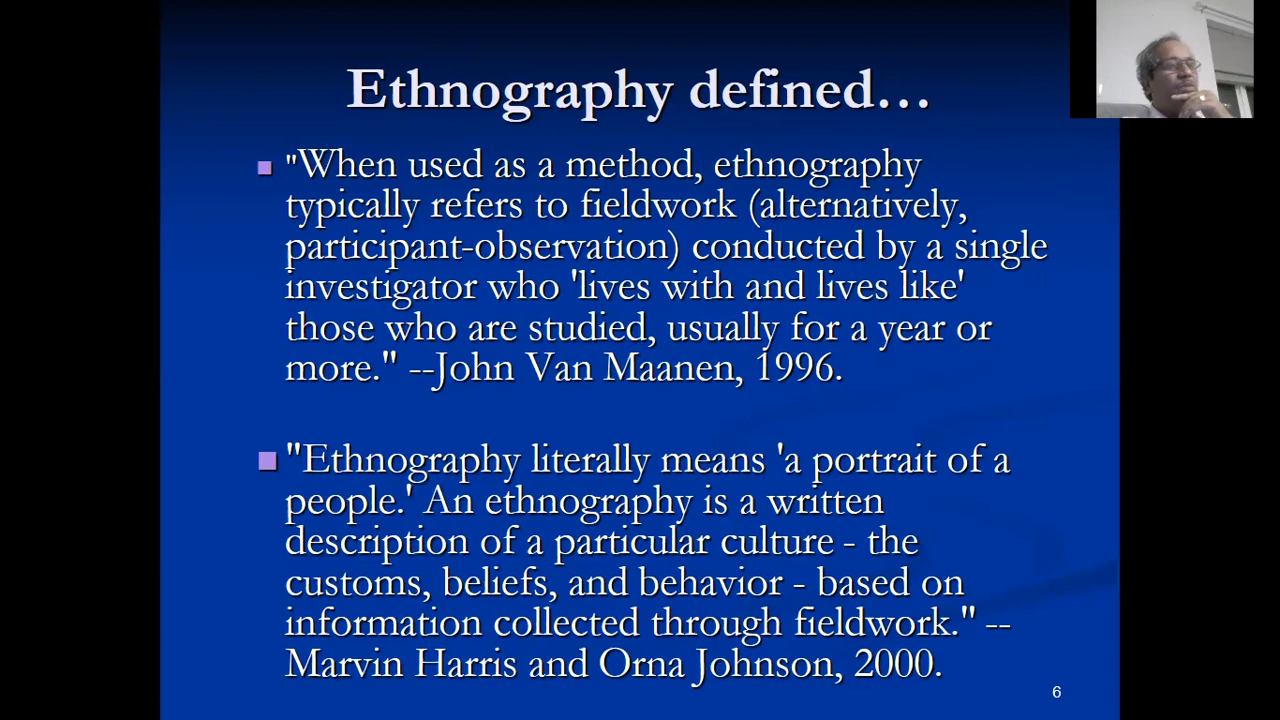 Ethnography defined…
"When used as a method, ethnography
typically refers to fieldwork (alternatively,
participant-observation) conducted by a single
investigator who 'lives with and lives like'
those who are studied, usually for a year or
more." --John Van Maanen, 1996.
"Ethnography literally means 'a portrait of a
people.' An ethnography is a written
description of a particular culture - the
customs, beliefs, and behavior - based on
information collected through fieldwork." --
Marvin Harris and Orna Johnson, 2000.
6